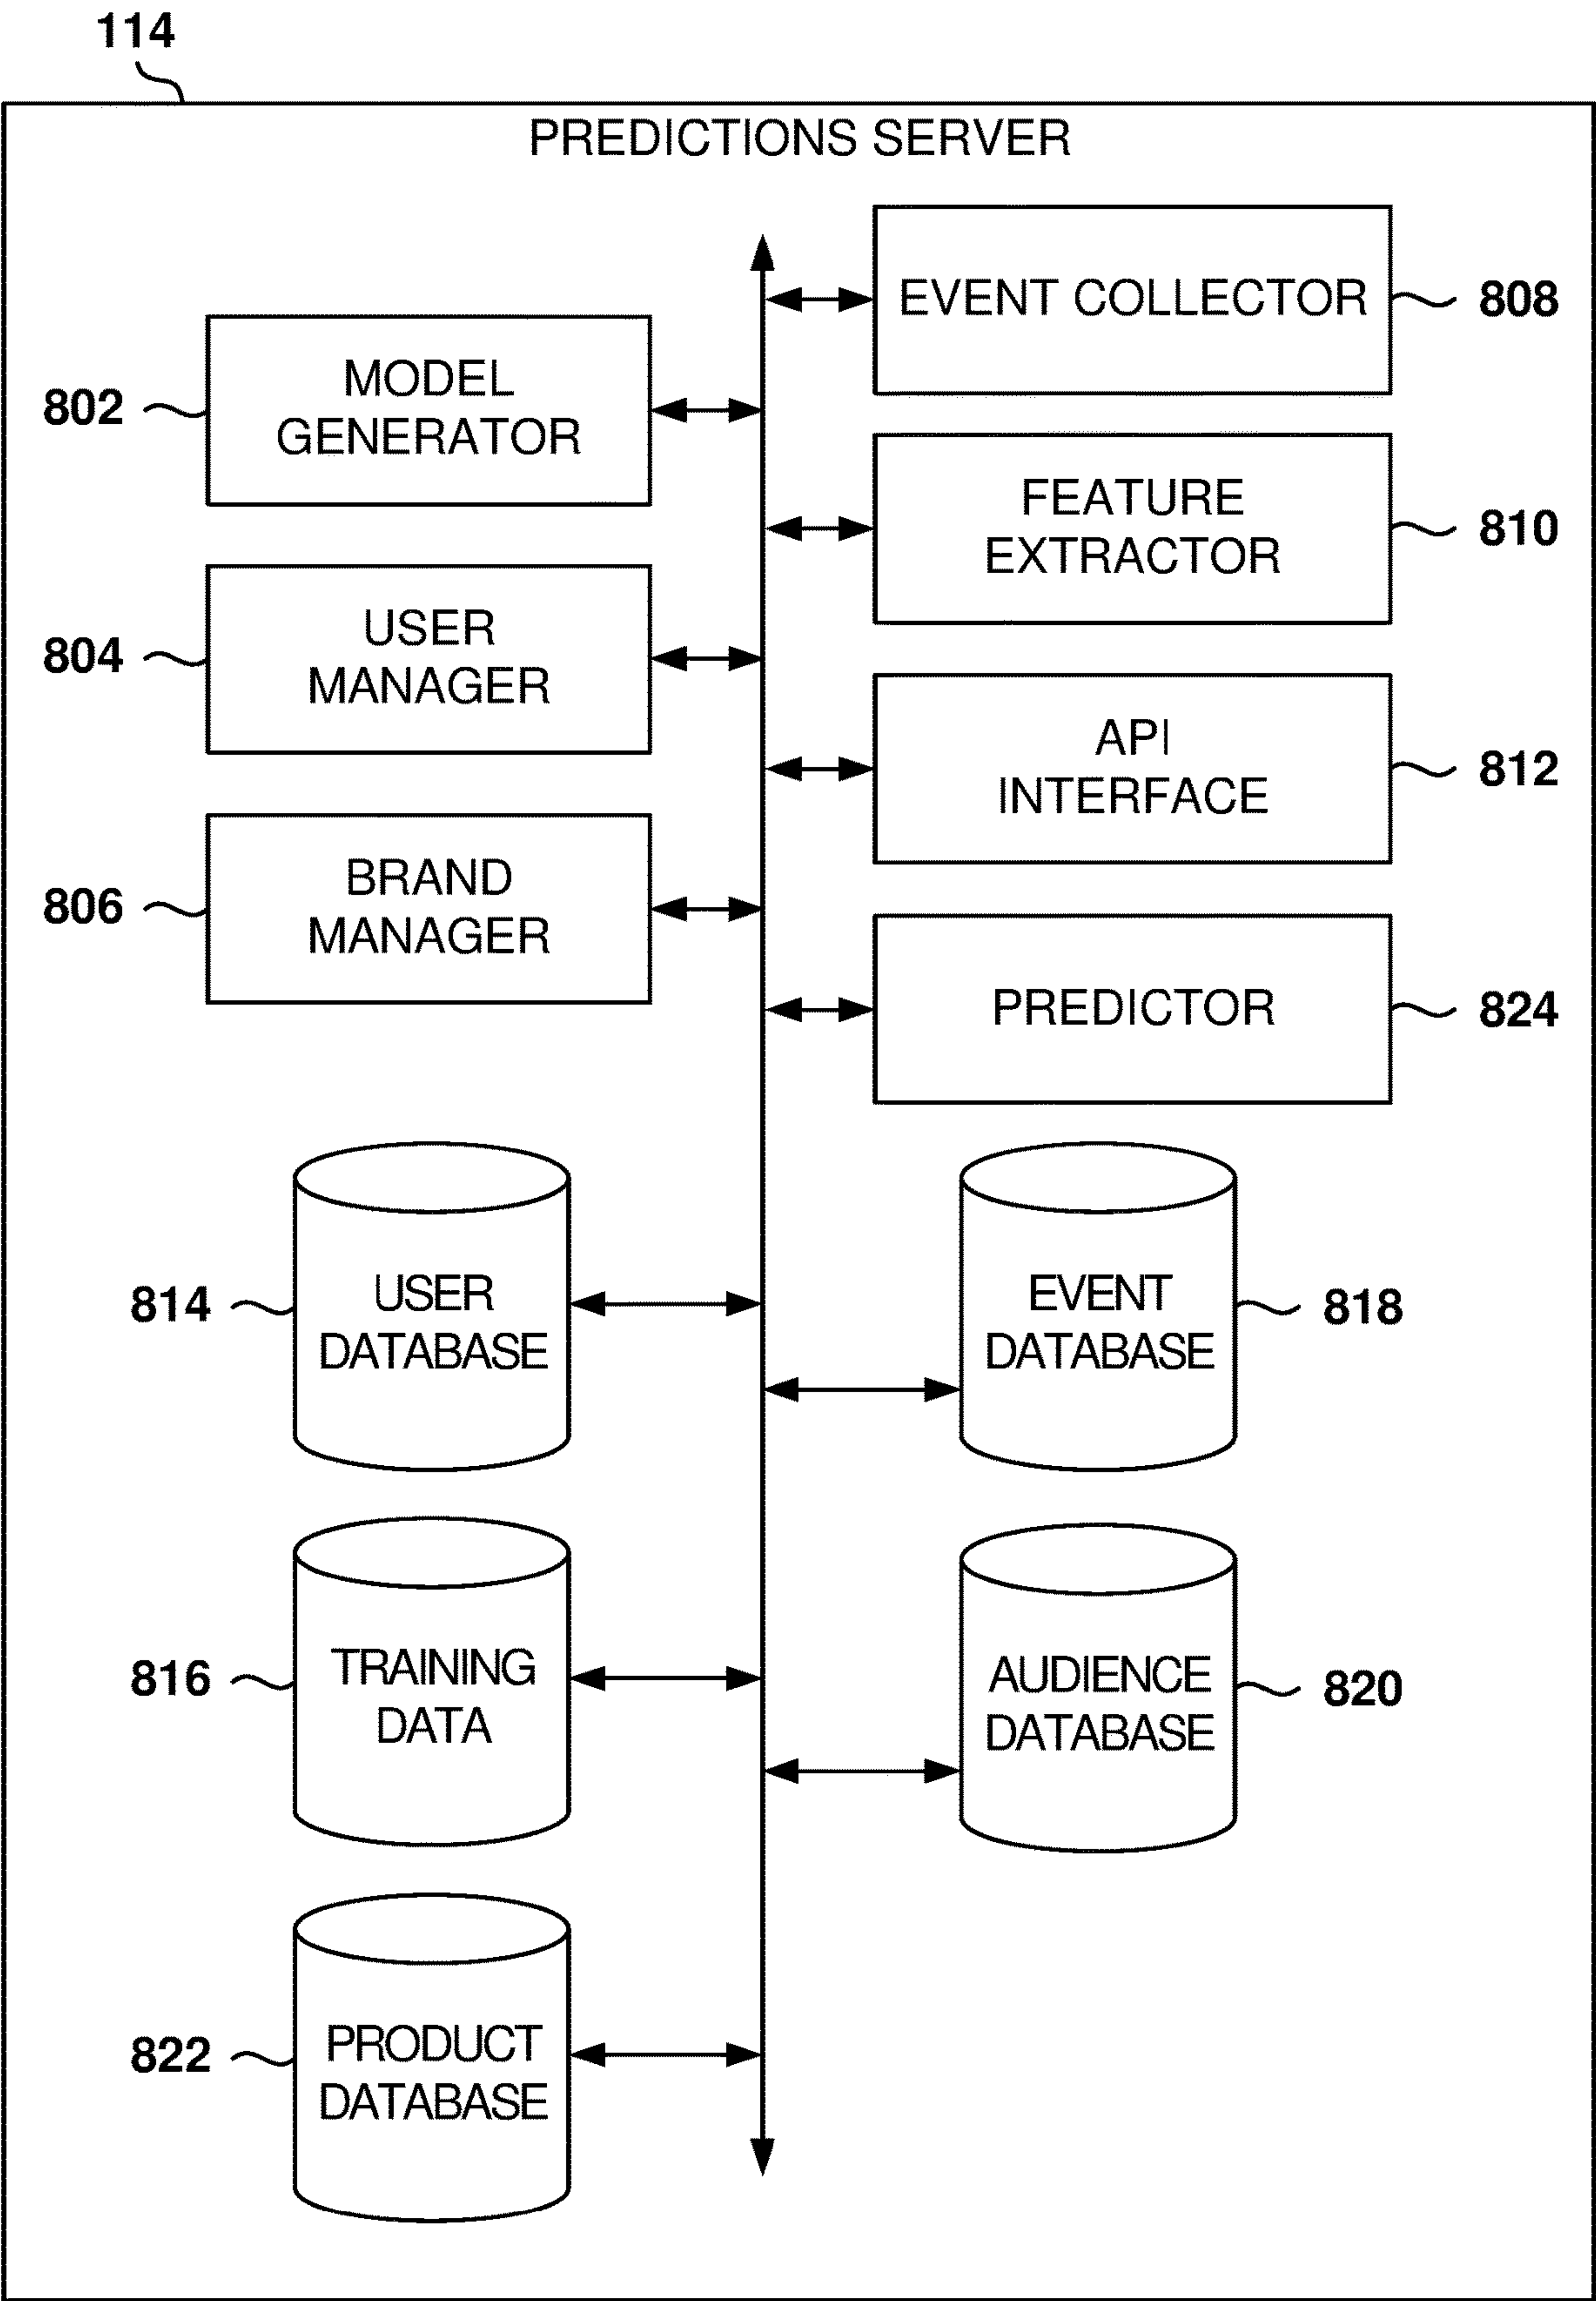 114
PREDICTIONS SERVER
802
MODEL
GENERATOR
804
USER
MANAGER
806
BRAND
MANAGER
EVENT COLLECTOR
808
FEATURE
EXTRACTOR
810
API
INTERFACE
812
PREDICTOR
824
814
USER
DATABASE
EVENT
DATABASE
818
816
TRAINING
DATA
AUDIENCE
DATABASE
820
822
PRODUCT
DATABASE